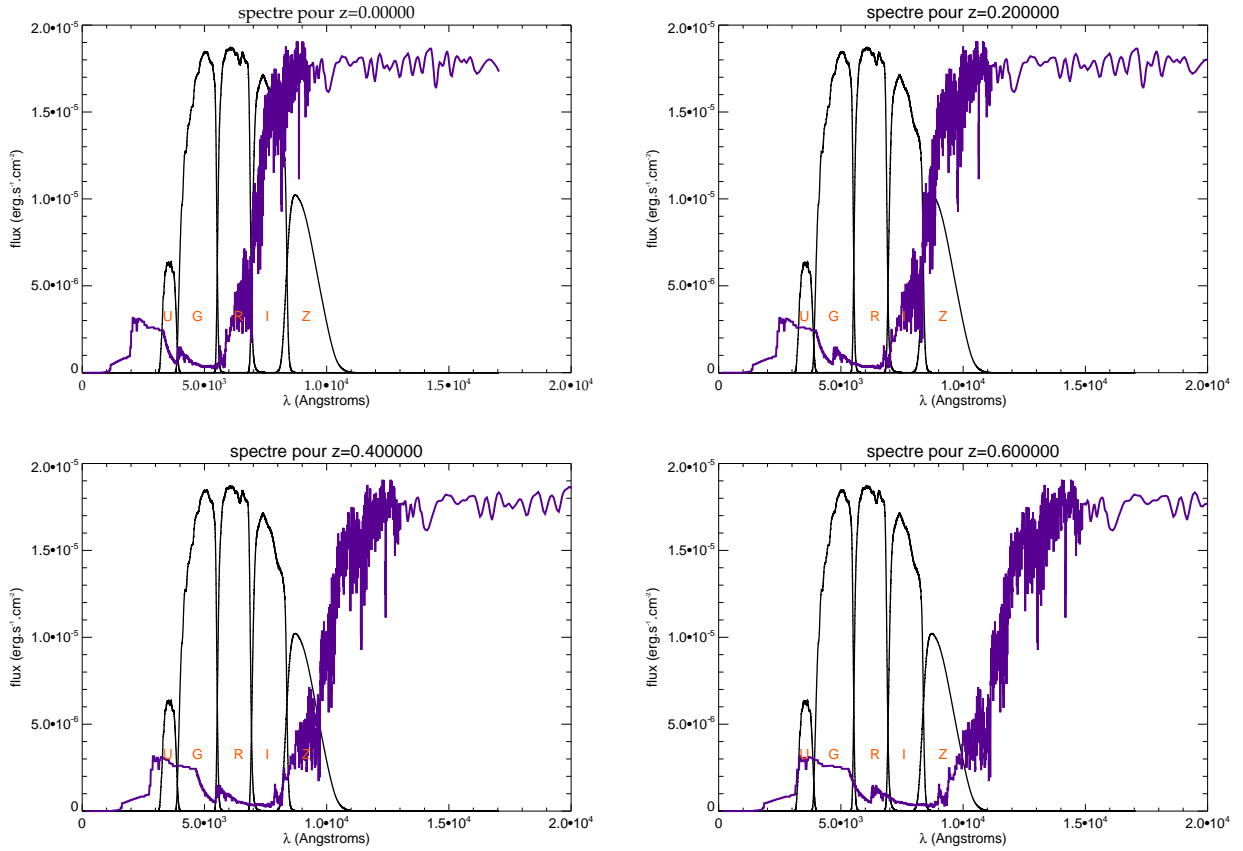 spectre pour z=0.00000
2.0•10⁻⁵
1.5•10⁻⁵
1.0•10⁻⁵
5.0•10⁻⁶
0
flux (erg.s⁻¹.cm⁻²)
U G R I Z
0 5.0•10³ 1.0•10⁴ 1.5•10⁴ 2.0•10⁴
λ (Angstroms)
spectre pour z=0.200000
2.0•10⁻⁵
1.5•10⁻⁵
1.0•10⁻⁵
5.0•10⁻⁶
0
flux (erg.s⁻¹.cm⁻²)
U G R I Z
0 5.0•10³ 1.0•10⁴ 1.5•10⁴ 2.0•10⁴
λ (Angstroms)
spectre pour z=0.400000
2.0•10⁻⁵
1.5•10⁻⁵
1.0•10⁻⁵
5.0•10⁻⁶
0
flux (erg.s⁻¹.cm⁻²)
U G R I Z
0 5.0•10³ 1.0•10⁴ 1.5•10⁴ 2.0•10⁴
λ (Angstroms)
spectre pour z=0.600000
2.0•10⁻⁵
1.5•10⁻⁵
1.0•10⁻⁵
5.0•10⁻⁶
0
flux (erg.s⁻¹.cm⁻²)
U G R I Z
0 5.0•10³ 1.0•10⁴ 1.5•10⁴ 2.0•10⁴
λ (Angstroms)